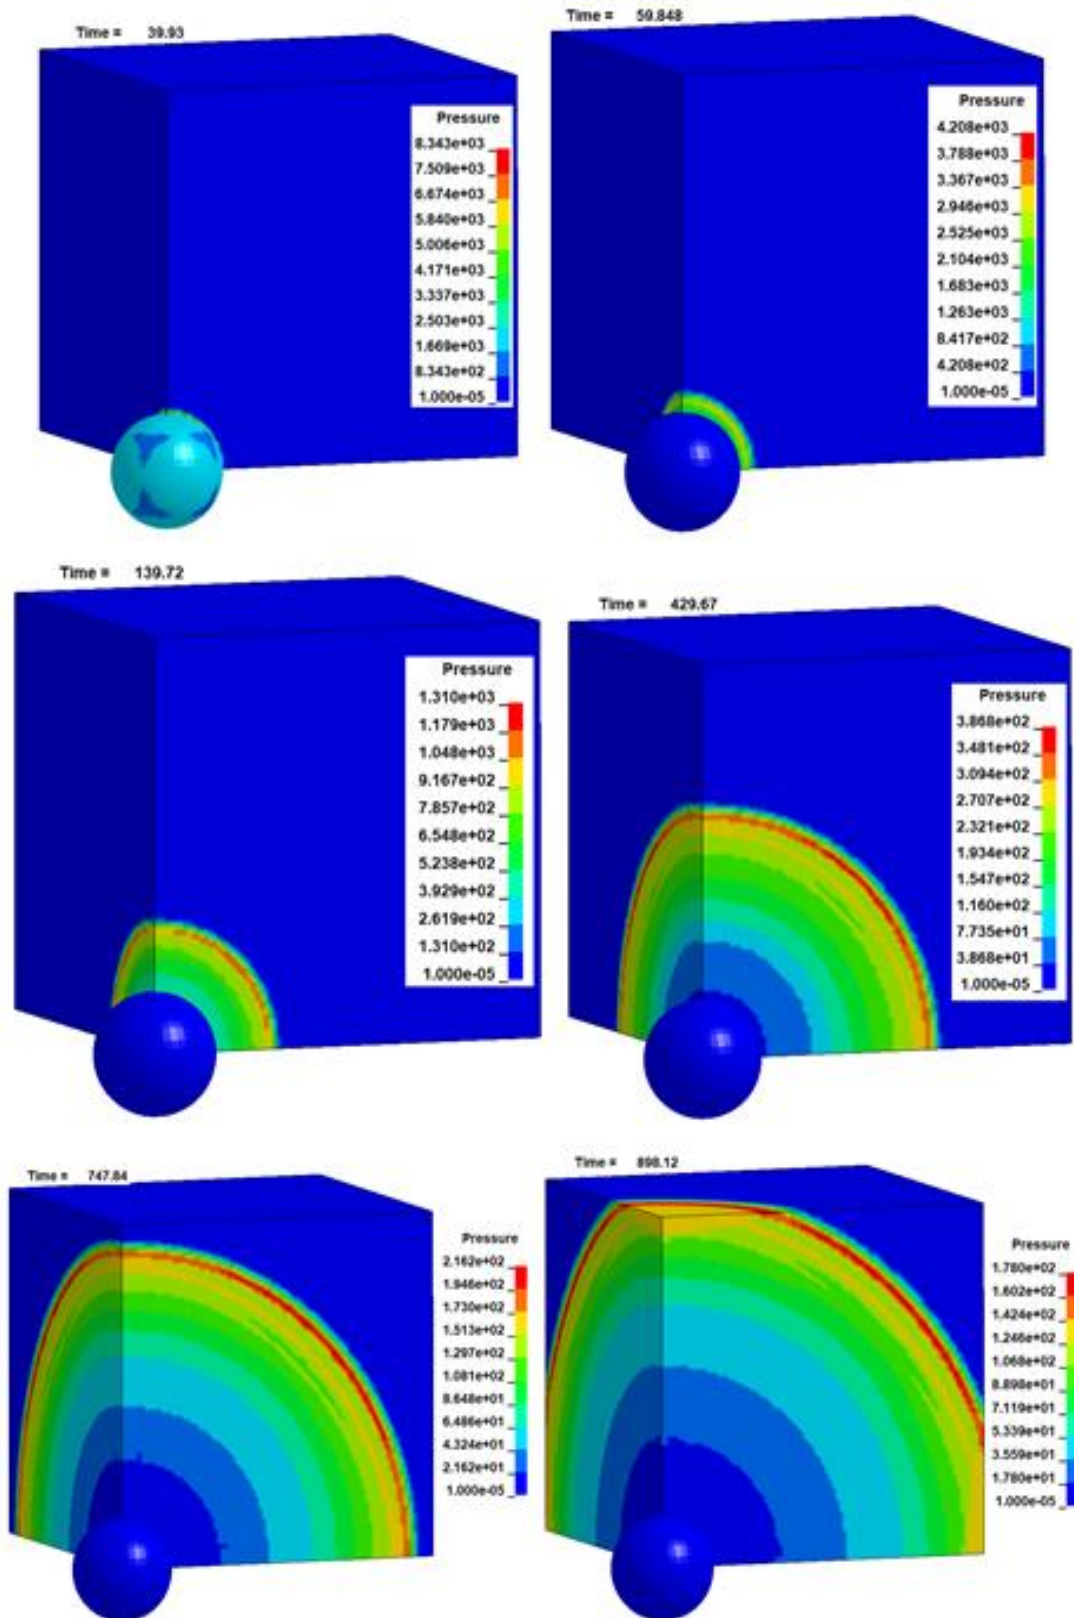 Time = 39.93
Pressure
8.343e+03
7.509e+03
6.674e+03
5.840e+03
5.006e+03
4.171e+03
3.337e+03
2.503e+03
1.669e+03
8.343e+02
1.000e-05
Time = 59.848
Pressure
4.208e+03
3.788e+03
3.367e+03
2.946e+03
2.525e+03
2.104e+03
1.683e+03
1.263e+03
8.417e+02
4.208e+02
1.000e-05
Time = 139.72
Pressure
1.310e+03
1.179e+03
1.048e+03
9.167e+02
7.857e+02
6.548e+02
5.238e+02
3.929e+02
2.619e+02
1.310e+02
1.000e-05
Time = 429.67
Pressure
3.868e+02
3.481e+02
3.094e+02
2.707e+02
2.321e+02
1.934e+02
1.547e+02
1.160e+02
7.735e+01
3.868e+01
1.000e-05
Time = 747.84
Pressure
2.162e+02
1.946e+02
1.730e+02
1.513e+02
1.297e+02
1.081e+02
8.648e+01
6.486e+01
4.324e+01
2.162e+01
1.000e-05
Time = 898.12
Pressure
1.780e+02
1.602e+02
1.424e+02
1.246e+02
1.068e+02
8.898e+01
7.119e+01
5.339e+01
3.559e+01
1.780e+01
1.000e-05